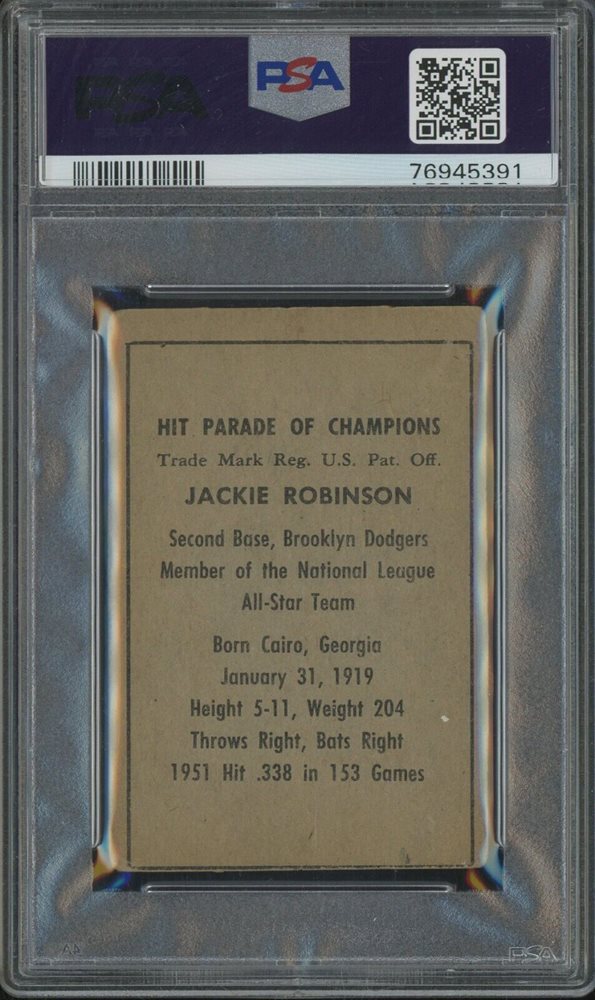 PSA
PSA
76945391
HIT PARADE OF CHAMPIONS
Trade Mark Reg. U.S. Pat. Off.
JACKIE ROBINSON
Second Base, Brooklyn Dodgers
Member of the National League
All-Star Team
Born Cairo, Georgia
January 31, 1919
Height 5-11, Weight 204
Throws Right, Bats Right
1951 Hit .338 in 153 Games
PSA